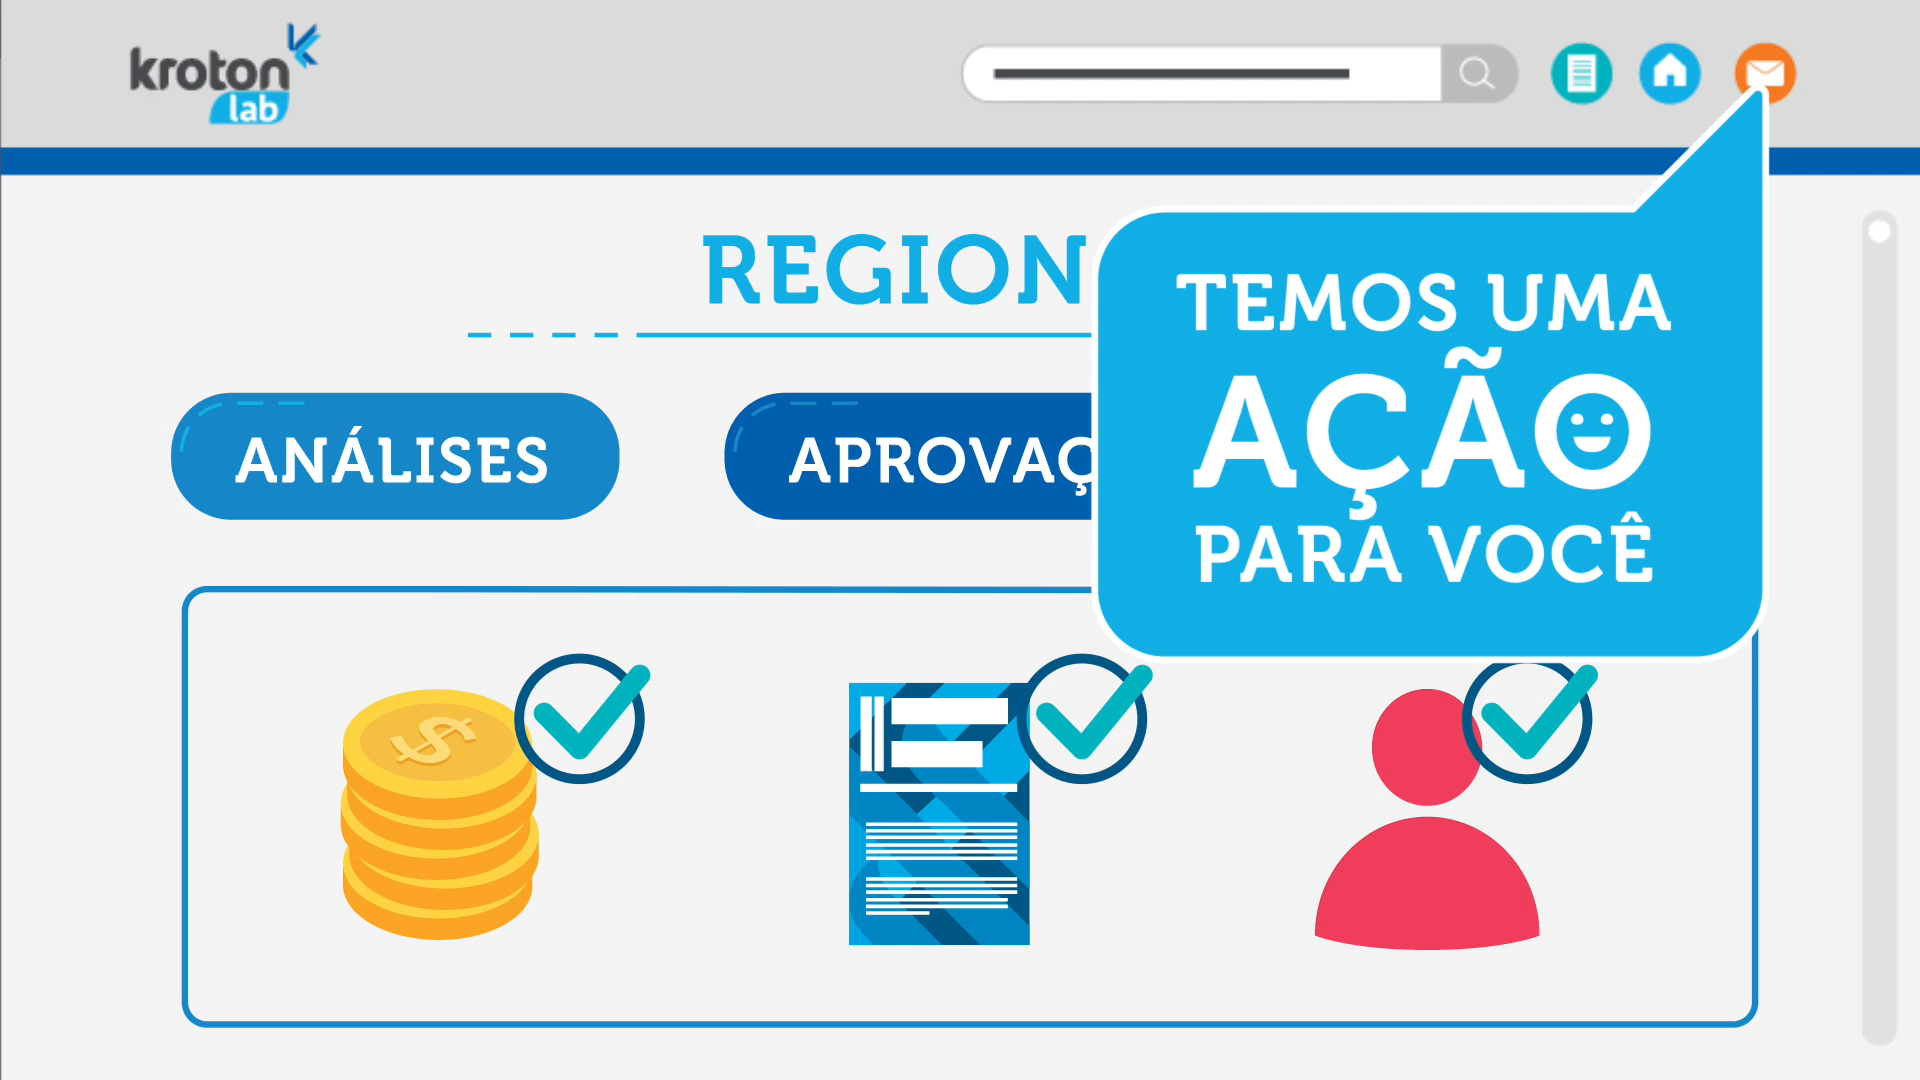 kroton
lab
REGION
TEMOS UMA
AÇÃO
PARA VOCÊ
ANÁLISES
APROVAÇ
$